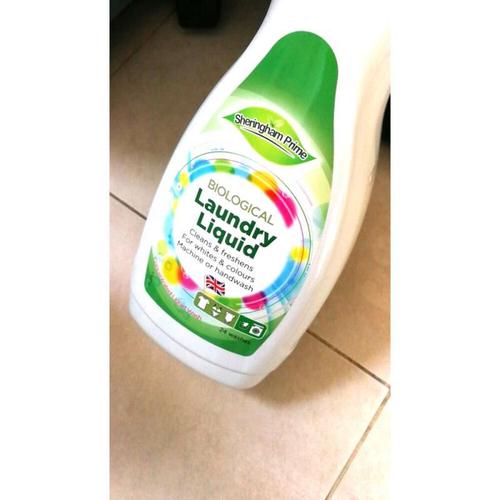 Sheringham Prime
BIOLOGICAL
Laundry
Liquid
Cleans & freshens
For whites & colours
Machine or handwash
24 washes